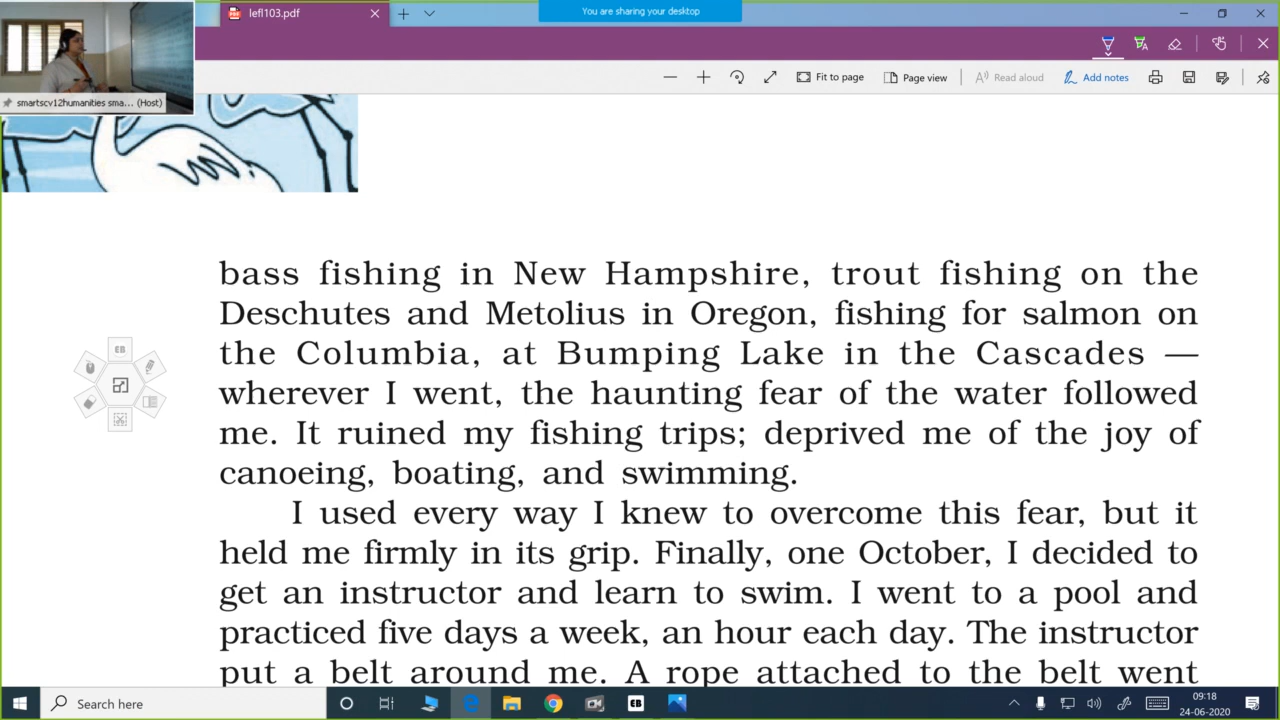 lefl103.pdf
You are sharing your desktop
smartscv12humanities sma... (Host)
Fit to page
Page view
Read aloud
Add notes
bass fishing in New Hampshire, trout fishing on the
Deschutes and Metolius in Oregon, fishing for salmon on
the Columbia, at Bumping Lake in the Cascades —
wherever I went, the haunting fear of the water followed
me. It ruined my fishing trips; deprived me of the joy of
canoeing, boating, and swimming.
I used every way I knew to overcome this fear, but it
held me firmly in its grip. Finally, one October, I decided to
get an instructor and learn to swim. I went to a pool and
practiced five days a week, an hour each day. The instructor
put a belt around me. A rope attached to the belt went
EB
Search here
EB
09:18
24-06-2020